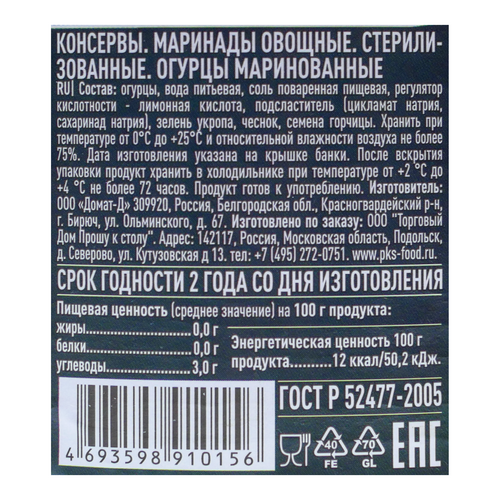 КОНСЕРВЫ. МАРИНАДЫ ОВОЩНЫЕ. СТЕРИЛИ-
ЗОВАННЫЕ. ОГУРЦЫ МАРИНОВАННЫЕ
RU| Состав: огурцы, вода питьевая, соль поваренная пищевая, регулятор
кислотности - лимонная кислота, подсластитель (цикламат натрия,
сахаринад натрия), зелень укропа, чеснок, семена горчицы. Хранить при
температуре от 0°С до +25°С и относительной влажности воздуха не более
75%. Дата изготовления указана на крышке банки. После вскрытия
упаковки продукт хранить в холодильнике при температуре от +2 °С до
+4 °С не более 72 часов. Продукт готов к употреблению. Изготовитель:
ООО «Домат-Д» 309920, Россия, Белгородская обл., Красногвардейский р-н,
г. Бирюч, ул. Ольминского, д. 67. Изготовлено по заказу: ООО "Торговый
Дом Прошу к столу". Адрес: 142117, Россия, Московская область, Подольск,
д. Северово, ул. Кутузовская д 13. тел: +7 (495) 272-0751. www.pks-food.ru.
СРОК ГОДНОСТИ 2 ГОДА СО ДНЯ ИЗГОТОВЛЕНИЯ
Пищевая ценность (среднее значение) на 100 г продукта:
жиры..........................0,0г
белки.........................0,0г
углеводы....................3,0г
Энергетическая ценность 100 г
продукта...............12 ккал/50,2 кДж.
ГОСТ Р 52477-2005
4 693598 910156
40
FE
70
GL
EAC